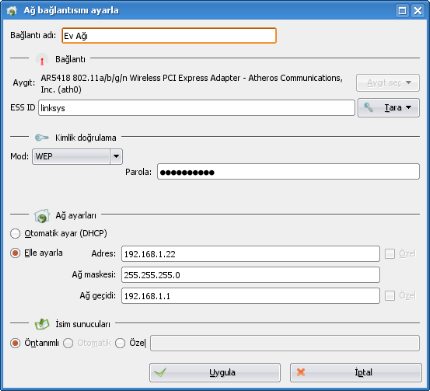 Ağ bağlantısını ayarla
Bağlantı adı: Ev Ağı
Bağlantı
Aygıt: AR5418 802.11a/b/g/n Wireless PCI Express Adapter - Atheros Communications, Inc. (ath0) Aygıt seç
ESS ID linksys Tara
Kimlik doğrulama
Mod: WEP
Parola: ●●●●●●●●●●
Ağ ayarları
Otomatik ayar (DHCP)
Elle ayarla Adres: 192.168.1.22 Özel
Ağ maskesi: 255.255.255.0
Ağ geçidi: 192.168.1.1 Özel
İsim sunucuları
Öntanımlı Otomatik Özel
Uygula İptal